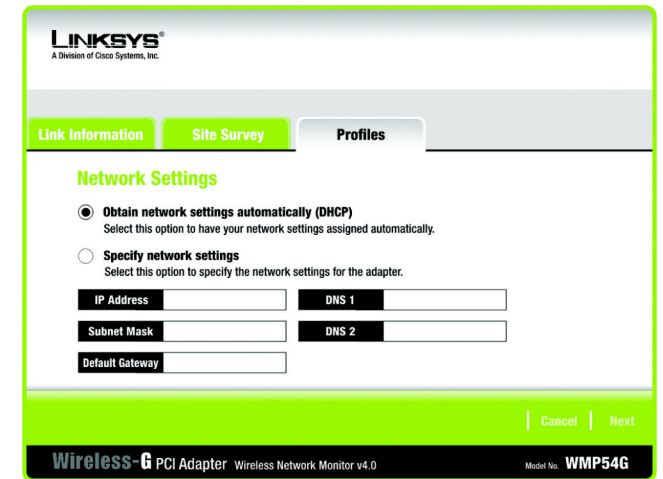 LINKSYS®
A Division of Cisco Systems, Inc.
Link Information Site Survey Profiles
Network Settings
Obtain network settings automatically (DHCP)
Select this option to have your network settings assigned automatically.
Specify network settings
Select this option to specify the network settings for the adapter.
IP Address DNS 1
Subnet Mask DNS 2
Default Gateway
Cancel Next
Wireless-G PCI Adapter Wireless Network Monitor v4.0 Model No. WMP54G